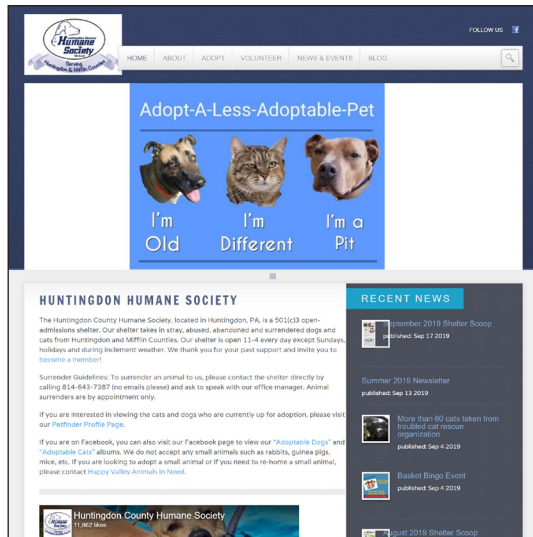 FOLLOW US
Humane
Society
Serving
Huntingdon & Mifflin Counties
HOME ABOUT ADOPT VOLUNTEER NEWS & EVENTS BLOG
Adopt-A-Less-Adoptable-Pet
I'm Old
I'm Different
I'm a Pit
HUNTINGDON HUMANE SOCIETY
The Huntingdon County Humane Society, located in Huntingdon, PA, is a 501(c)3 open-
admissions shelter. Our shelter takes in stray, abused, abandoned and surrendered dogs and
cats from Huntingdon and Mifflin Counties. Our shelter is open 11-4 every day except Sundays,
holidays and during inclement weather. We thank you for your past support and invite you to
become a member!
Surrender Guidelines: To surrender an animal to us, please contact the shelter directly by
calling 814-643-7387 (no emails please) and ask to speak with our office manager. Animal
surrenders are by appointment only.
If you are interested in viewing the cats and dogs who are currently up for adoption, please visit
our Petfinder Profile Page.
If you are on Facebook, you can also visit our Facebook page to view our "Adoptable Dogs" and
"Adoptable Cats" albums. We do not accept any small animals such as rabbits, guinea pigs,
mice, etc. If you are looking to adopt a small animal or if you need to re-home a small animal,
please contact Happy Valley Animals in Need.
Huntingdon County Humane Society
11,862 likes
RECENT NEWS
September 2019 Shelter Scoop
published: Sep 17 2019
Summer 2019 Newsletter
published: Sep 13 2019
More than 60 cats taken from
troubled cat rescue
organization
published: Sep 4 2019
Basket Bingo Event
published: Sep 4 2019
August 2019 Shelter Scoop